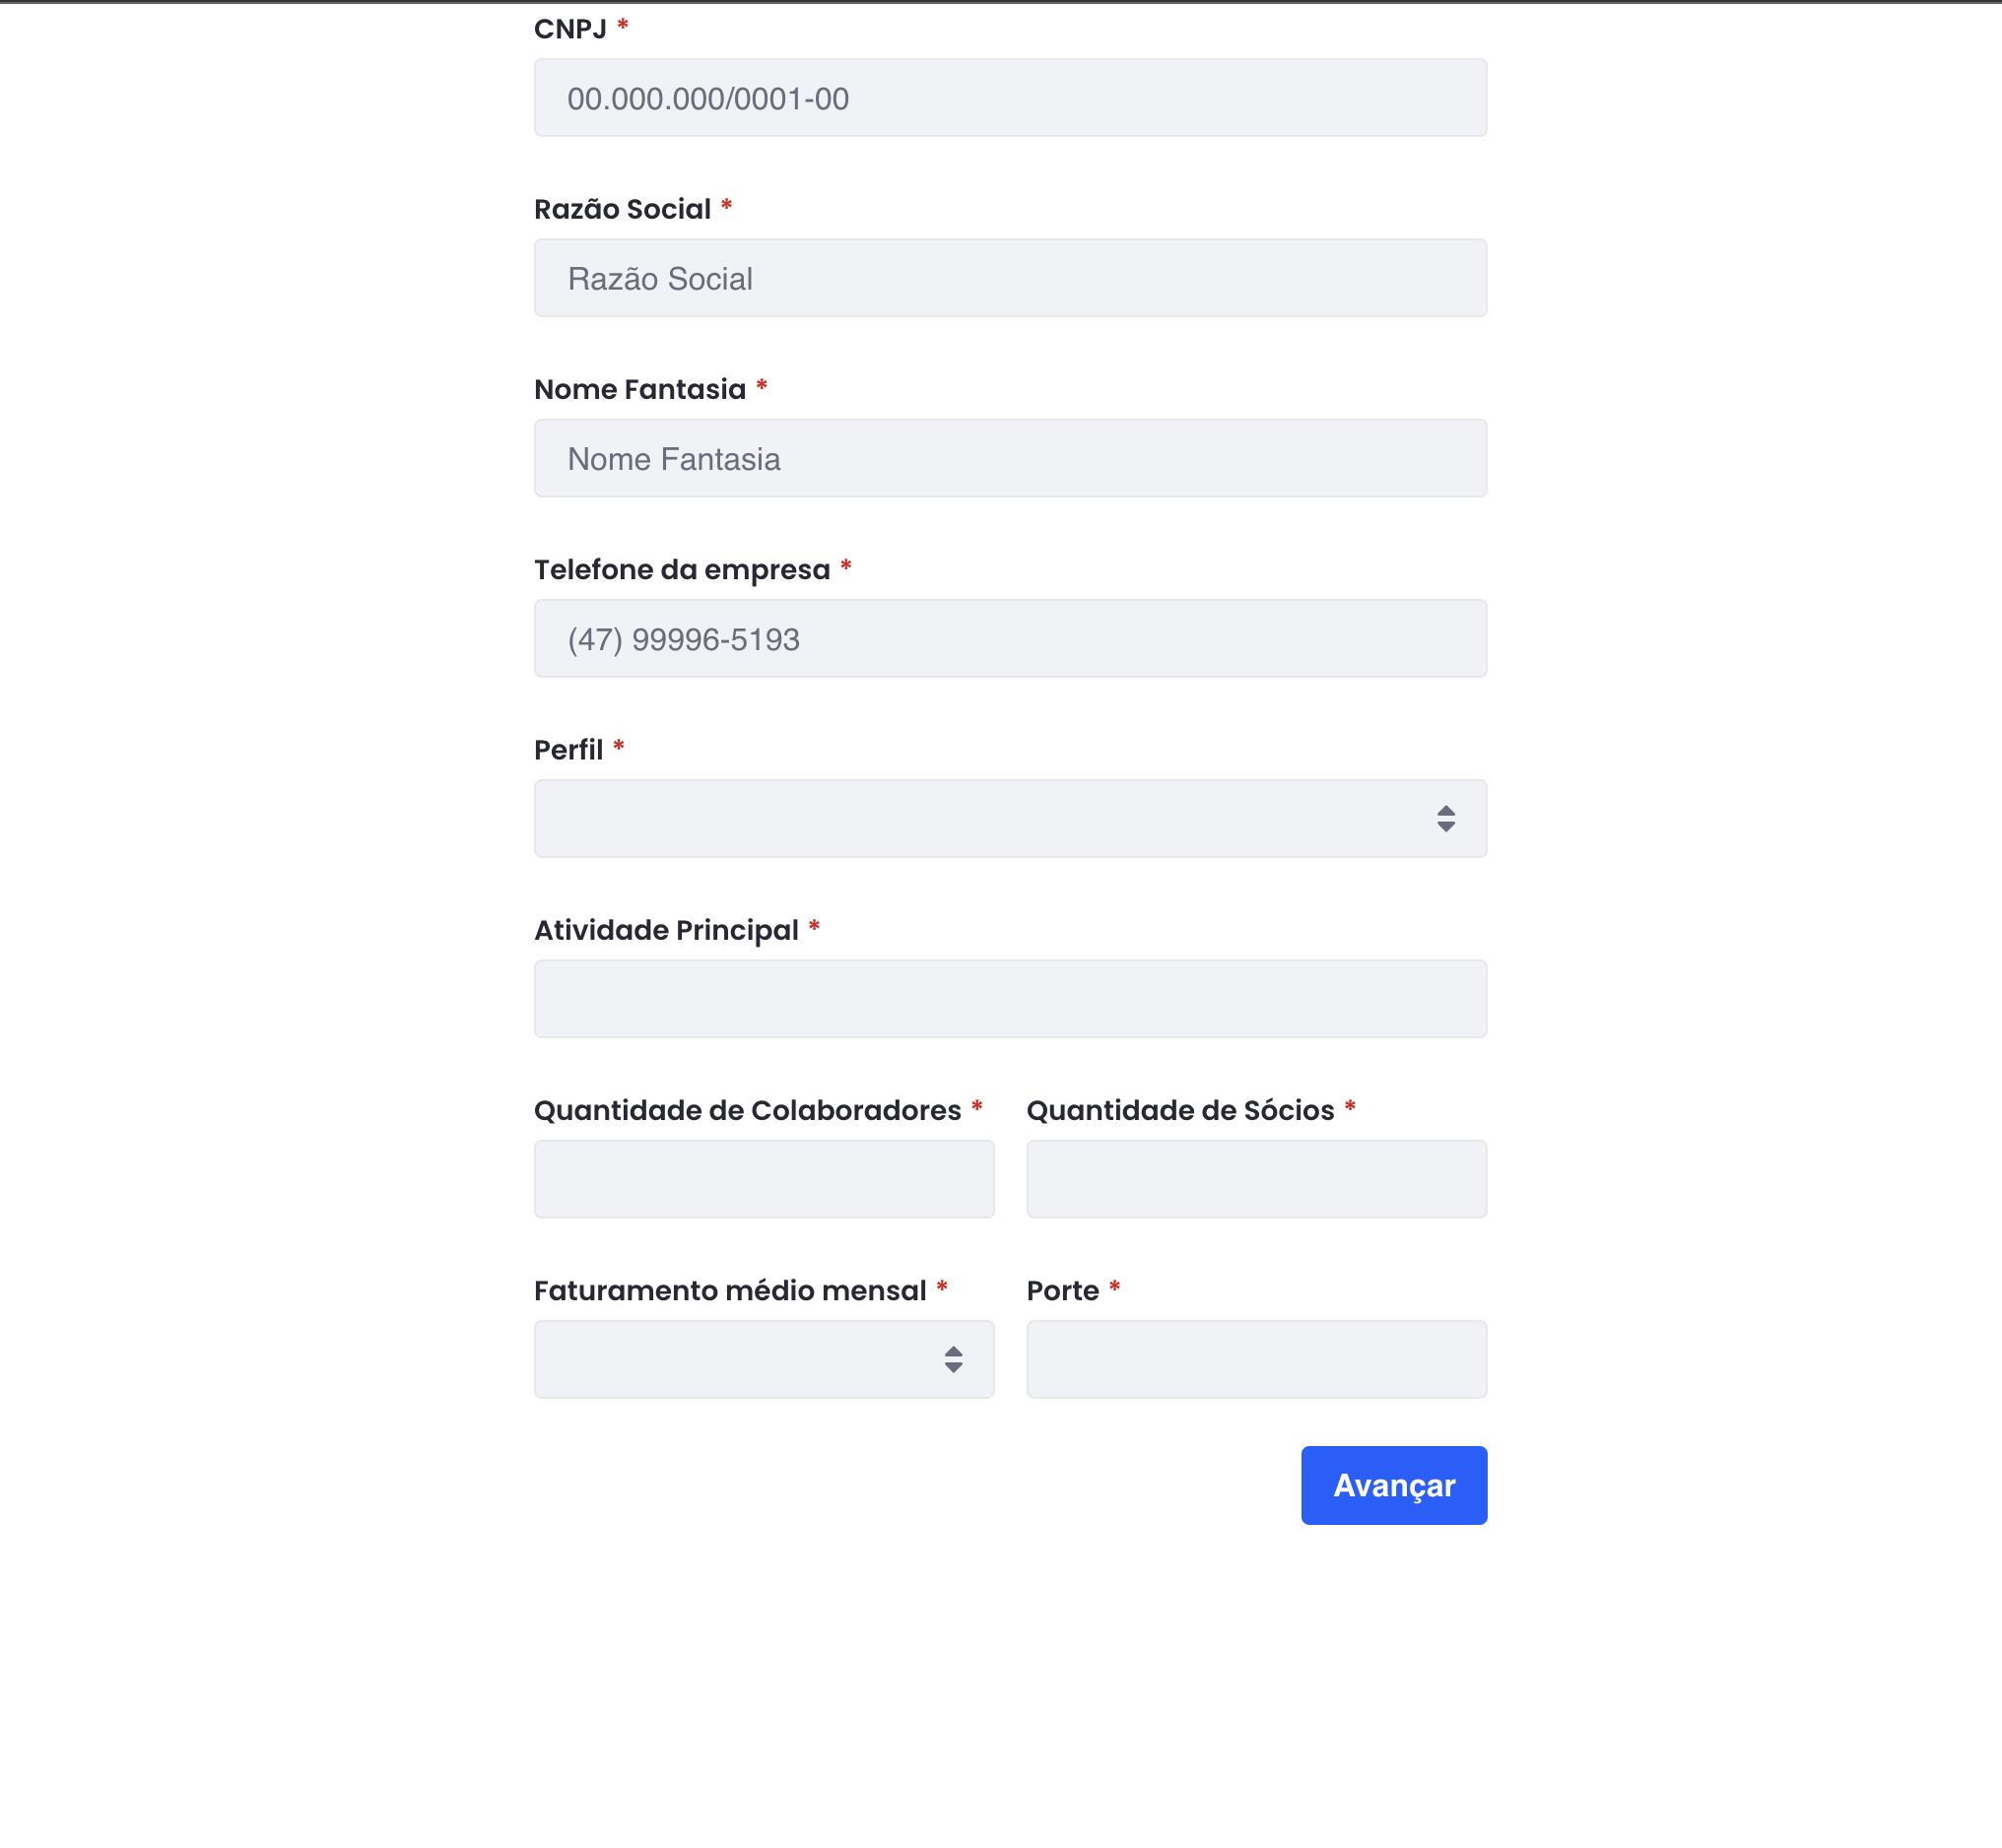 CNPJ *
00.000.000/0001-00
Razão Social *
Razão Social
Nome Fantasia *
Nome Fantasia
Telefone da empresa *
(47) 99996-5193
Perfil *
Atividade Principal *
Quantidade de Colaboradores * Quantidade de Sócios *
Faturamento médio mensal * Porte *
Avançar